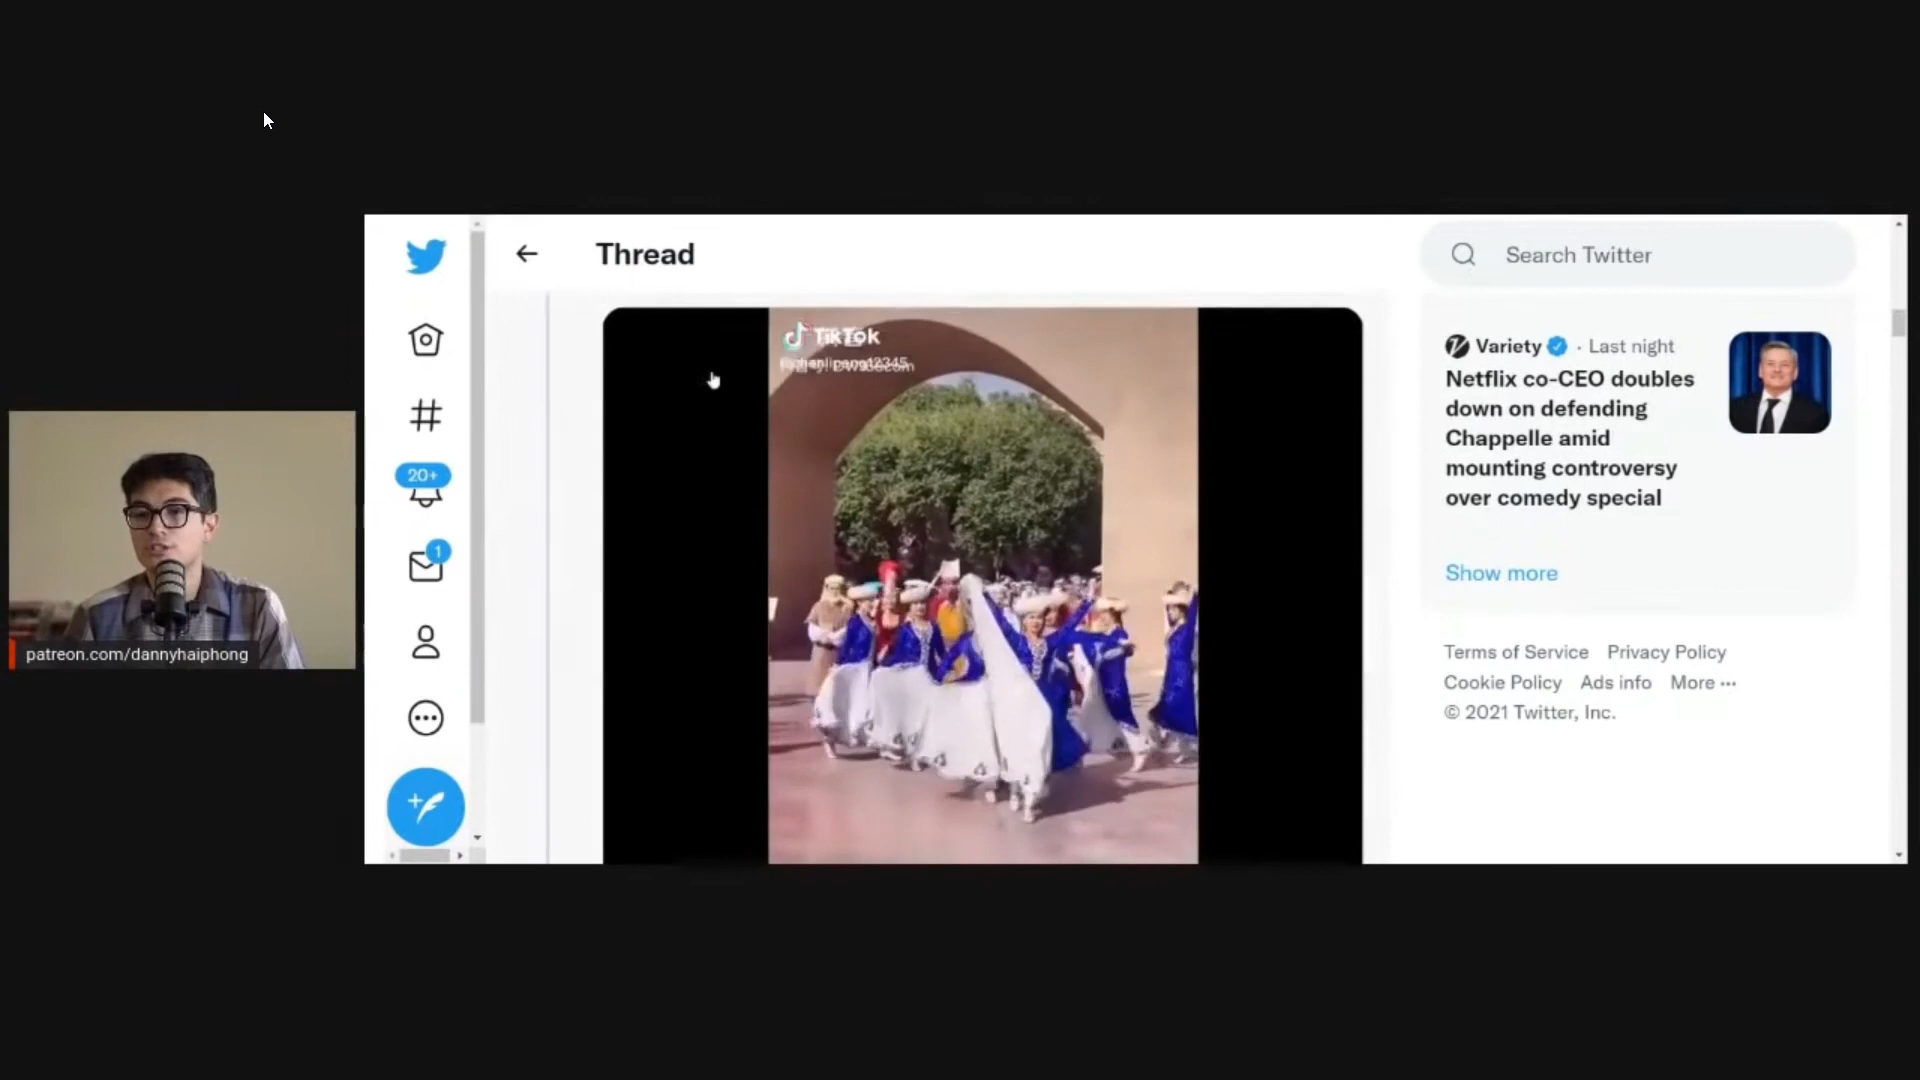 Thread
Search Twitter
TikTok
Variety · Last night
Netflix co-CEO doubles
down on defending
Chappelle amid
mounting controversy
over comedy special
Show more
20+
1
patreon.com/dannyhaiphong
Terms of Service Privacy Policy
Cookie Policy Ads info More ···
© 2021 Twitter, Inc.